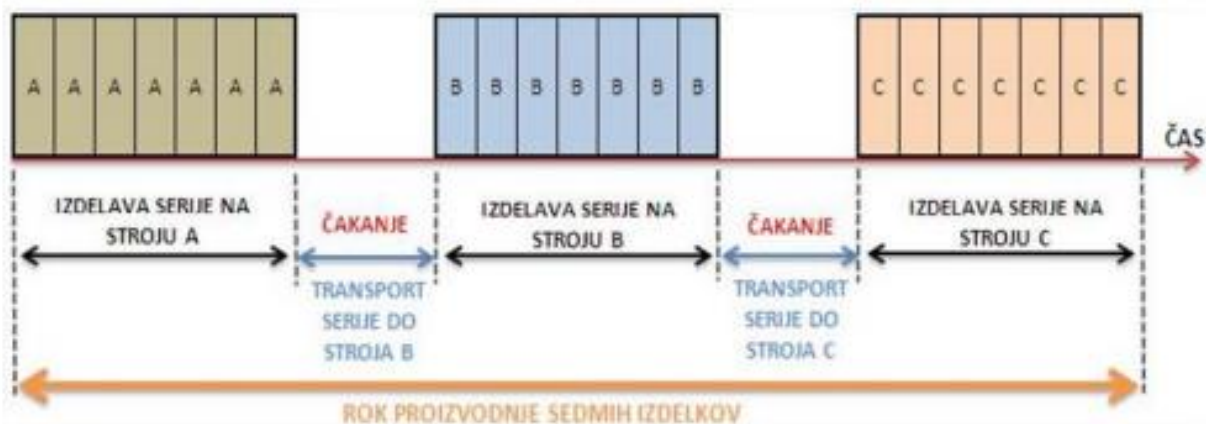 A A A A A A A
B B B B B B B
C C C C C C C
ČAS
IZDELAVA SERIJE NA
STROJU A
ČAKANJE
TRANSPORT
SERIJE DO
STROJA B
IZDELAVA SERIJE NA
STROJU B
ČAKANJE
TRANSPORT
SERIJE DO
STROJA C
IZDELAVA SERIJE NA
STROJU C
ROK PROIZVODNJE SEDMIH IZDELKOV